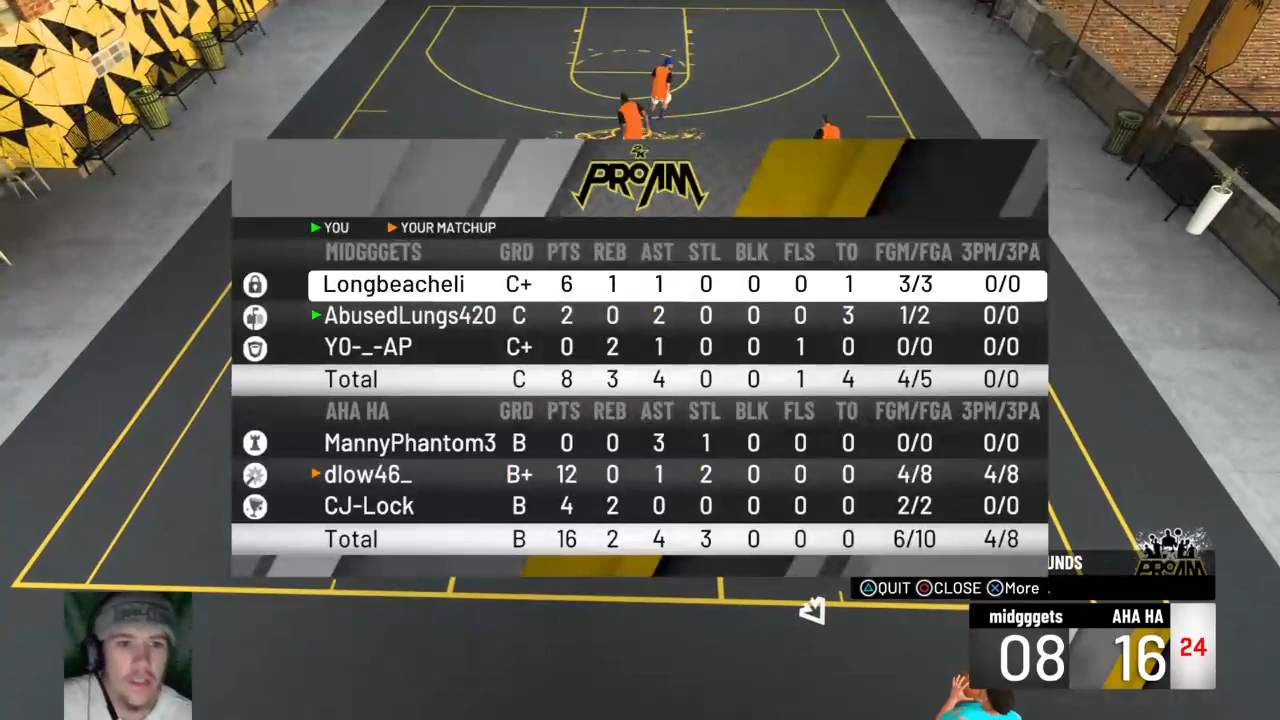 2K
PRO AM
YOU YOUR MATCHUP
MIDGGGETS GRD PTS REB AST STL BLK FLS TO FGM/FGA 3PM/3PA
Longbeacheli C+ 6 1 1 0 0 0 1 3/3 0/0
AbusedLungs420 C 2 0 2 0 0 0 3 1/2 0/0
YO-_-AP C+ 0 2 1 0 0 1 0 0/0 0/0
Total C 8 3 4 0 0 1 4 4/5 0/0
AHA HA GRD PTS REB AST STL BLK FLS TO FGM/FGA 3PM/3PA
MannyPhantom3 B 0 0 3 1 0 0 0 0/0 0/0
dlow46_ B+ 12 0 1 2 0 0 0 4/8 4/8
CJ-Lock B 4 2 0 0 0 0 0 2/2 0/0
Total B 16 2 4 3 0 0 0 6/10 4/8
UNDS
PRO AM
QUIT CLOSE More .
midgggets AHA HA
08 16 24